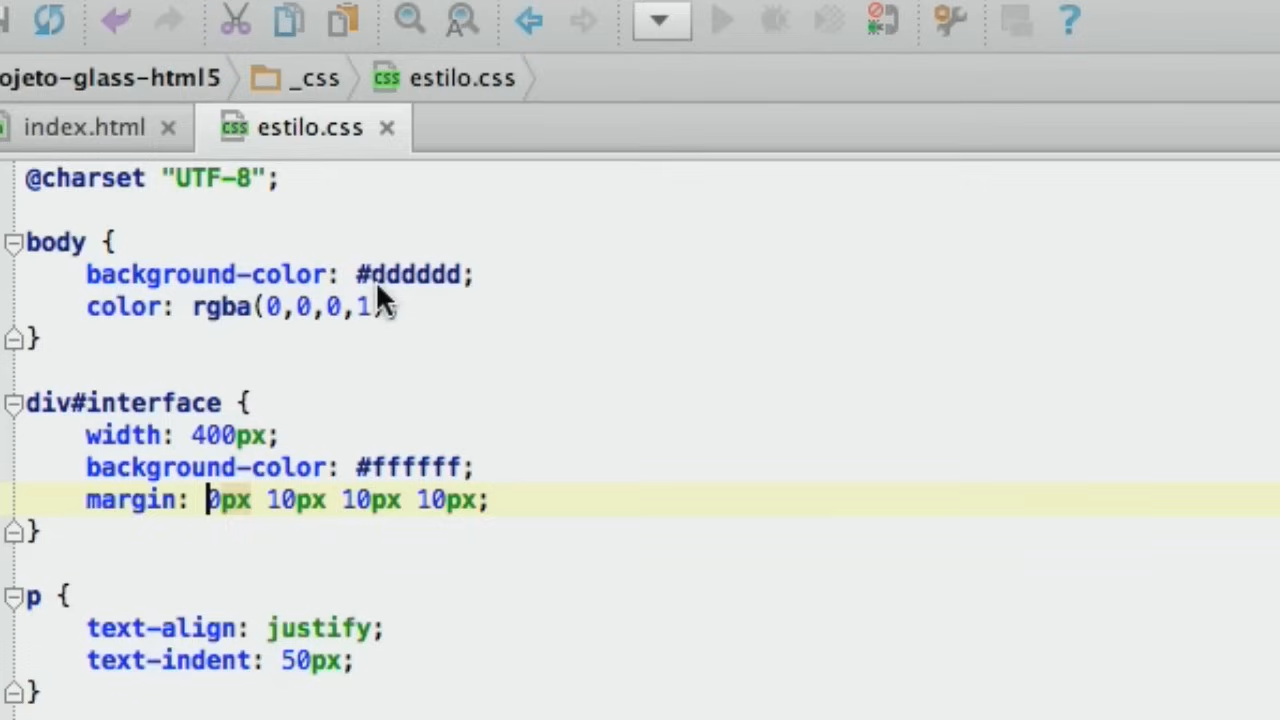 ojeto-glass-html5 _css estilo.css
index.html estilo.css
@charset "UTF-8";
body {
background-color: #dddddd;
color: rgba(0,0,0,1
}
div#interface {
width: 400px;
background-color: #ffffff;
margin: 0px 10px 10px 10px;
}
p {
text-align: justify;
text-indent: 50px;
}